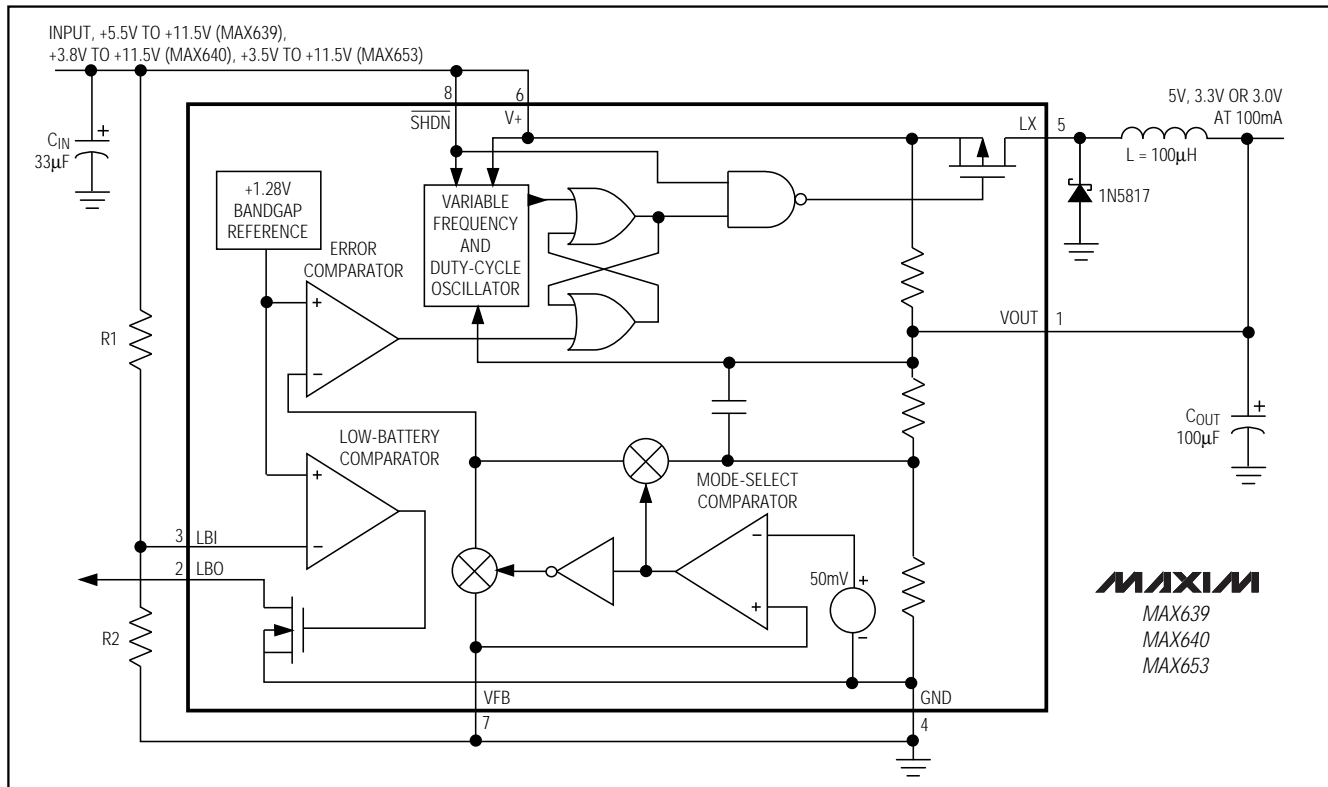 INPUT, +5.5V TO +11.5V (MAX639),
+3.8V TO +11.5V (MAX640), +3.5V TO +11.5V (MAX653)
8
6
SHDN
V+
LX
5
5V, 3.3V OR 3.0V
AT 100mA
CIN
33µF
+
L = 100µH
1N5817
+1.28V
BANDGAP
REFERENCE
VARIABLE
FREQUENCY
AND
DUTY-CYCLE
OSCILLATOR
ERROR
COMPARATOR
+
−
R1
VOUT
1
COUT
100µF
+
LOW-BATTERY
COMPARATOR
+
−
MODE-SELECT
COMPARATOR
−
+
50mV
+
−
3
LBI
2
LBO
R2
VFB
7
GND
4
MAXIM
MAX639
MAX640
MAX653